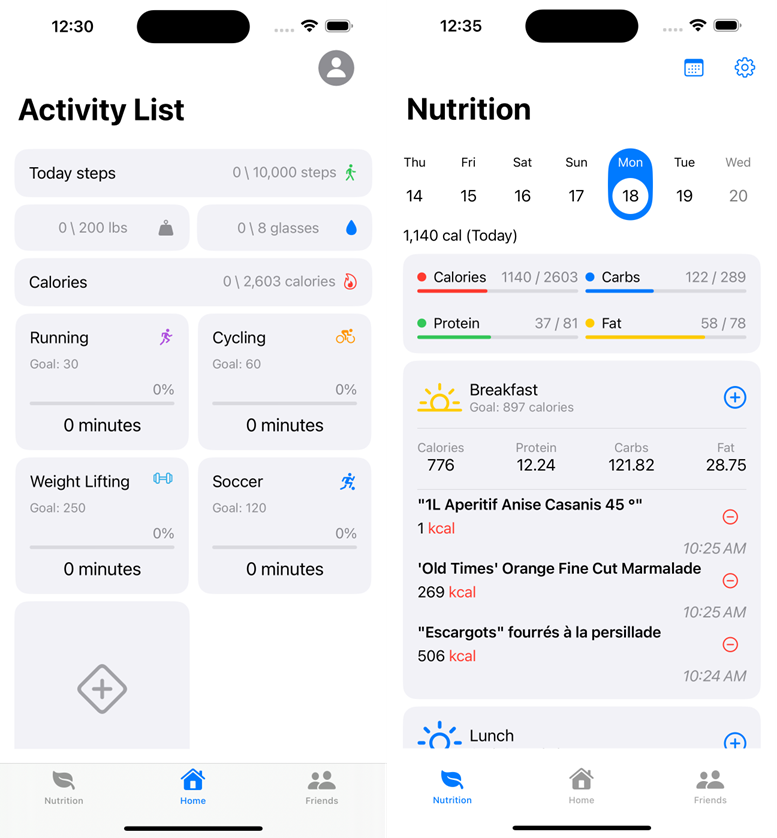 12:30
Activity List
Today steps 0 \ 10,000 steps
0 \ 200 lbs 0 \ 8 glasses
Calories 0 \ 2,603 calories
Running Cycling
Goal: 30 Goal: 60
0% 0%
0 minutes 0 minutes
Weight Lifting Soccer
Goal: 250 Goal: 120
0% 0%
0 minutes 0 minutes
Nutrition Home Friends
12:35
Nutrition
Thu Fri Sat Sun Mon Tue Wed
14 15 16 17 18 19 20
1,140 cal (Today)
Calories 1140 / 2603 Carbs 122 / 289
Protein 37 / 81 Fat 58 / 78
Breakfast
Goal: 897 calories
Calories Protein Carbs Fat
776 12.24 121.82 28.75
"1L Aperitif Anise Casanis 45 °"
1 kcal
10:25 AM
'Old Times' Orange Fine Cut Marmalade
269 kcal
10:25 AM
"Escargots" fourrés à la persillade
506 kcal
10:24 AM
Lunch
Nutrition Home Friends